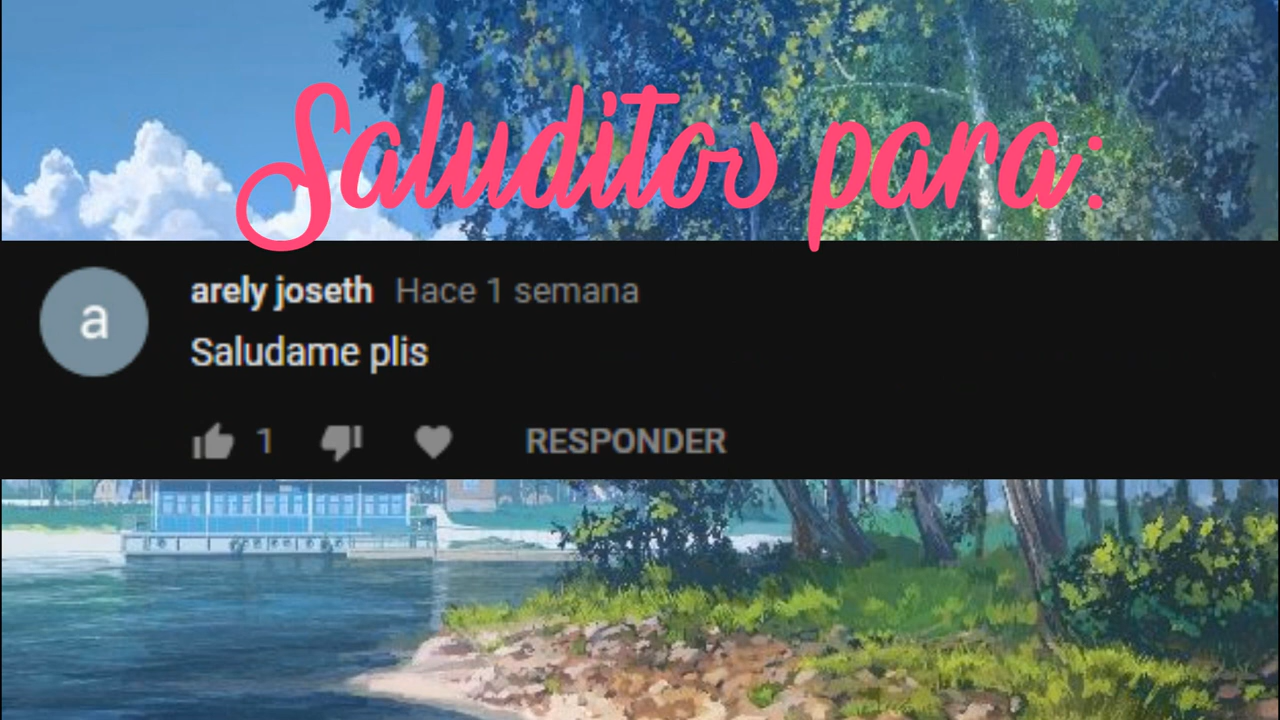 Saluditos para:
a
arely joseth Hace 1 semana
Saludame plis
1 RESPONDER